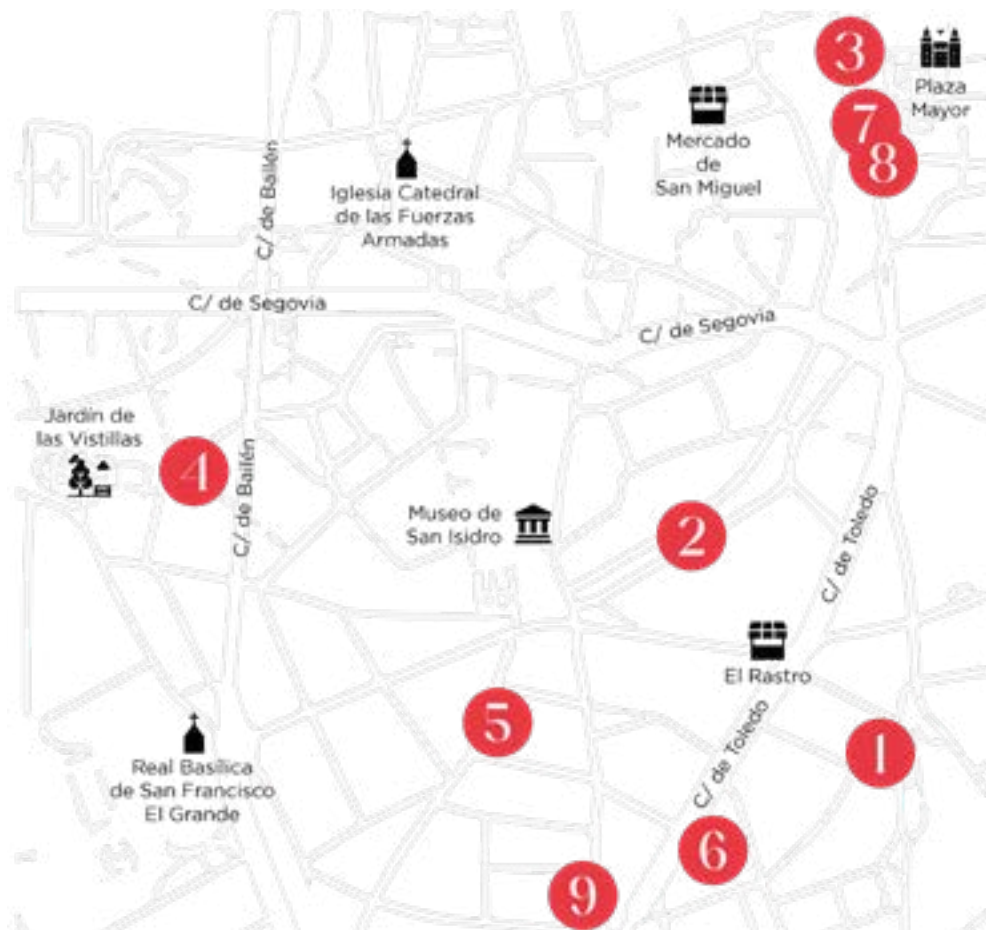 3
Plaza
Mayor
7
Mercado
de
San Miguel
8
Iglesia Catedral
de las Fuerzas
Armadas
C/ de Bailén
C/ de Segovia
C/ de Segovia
Jardín de
las Vistillas
4
C/ de Bailén
Museo de
San Isidro
2
C/ de Toledo
El Rastro
5
C/ de Toledo
1
Real Basílica
de San Francisco
El Grande
6
9